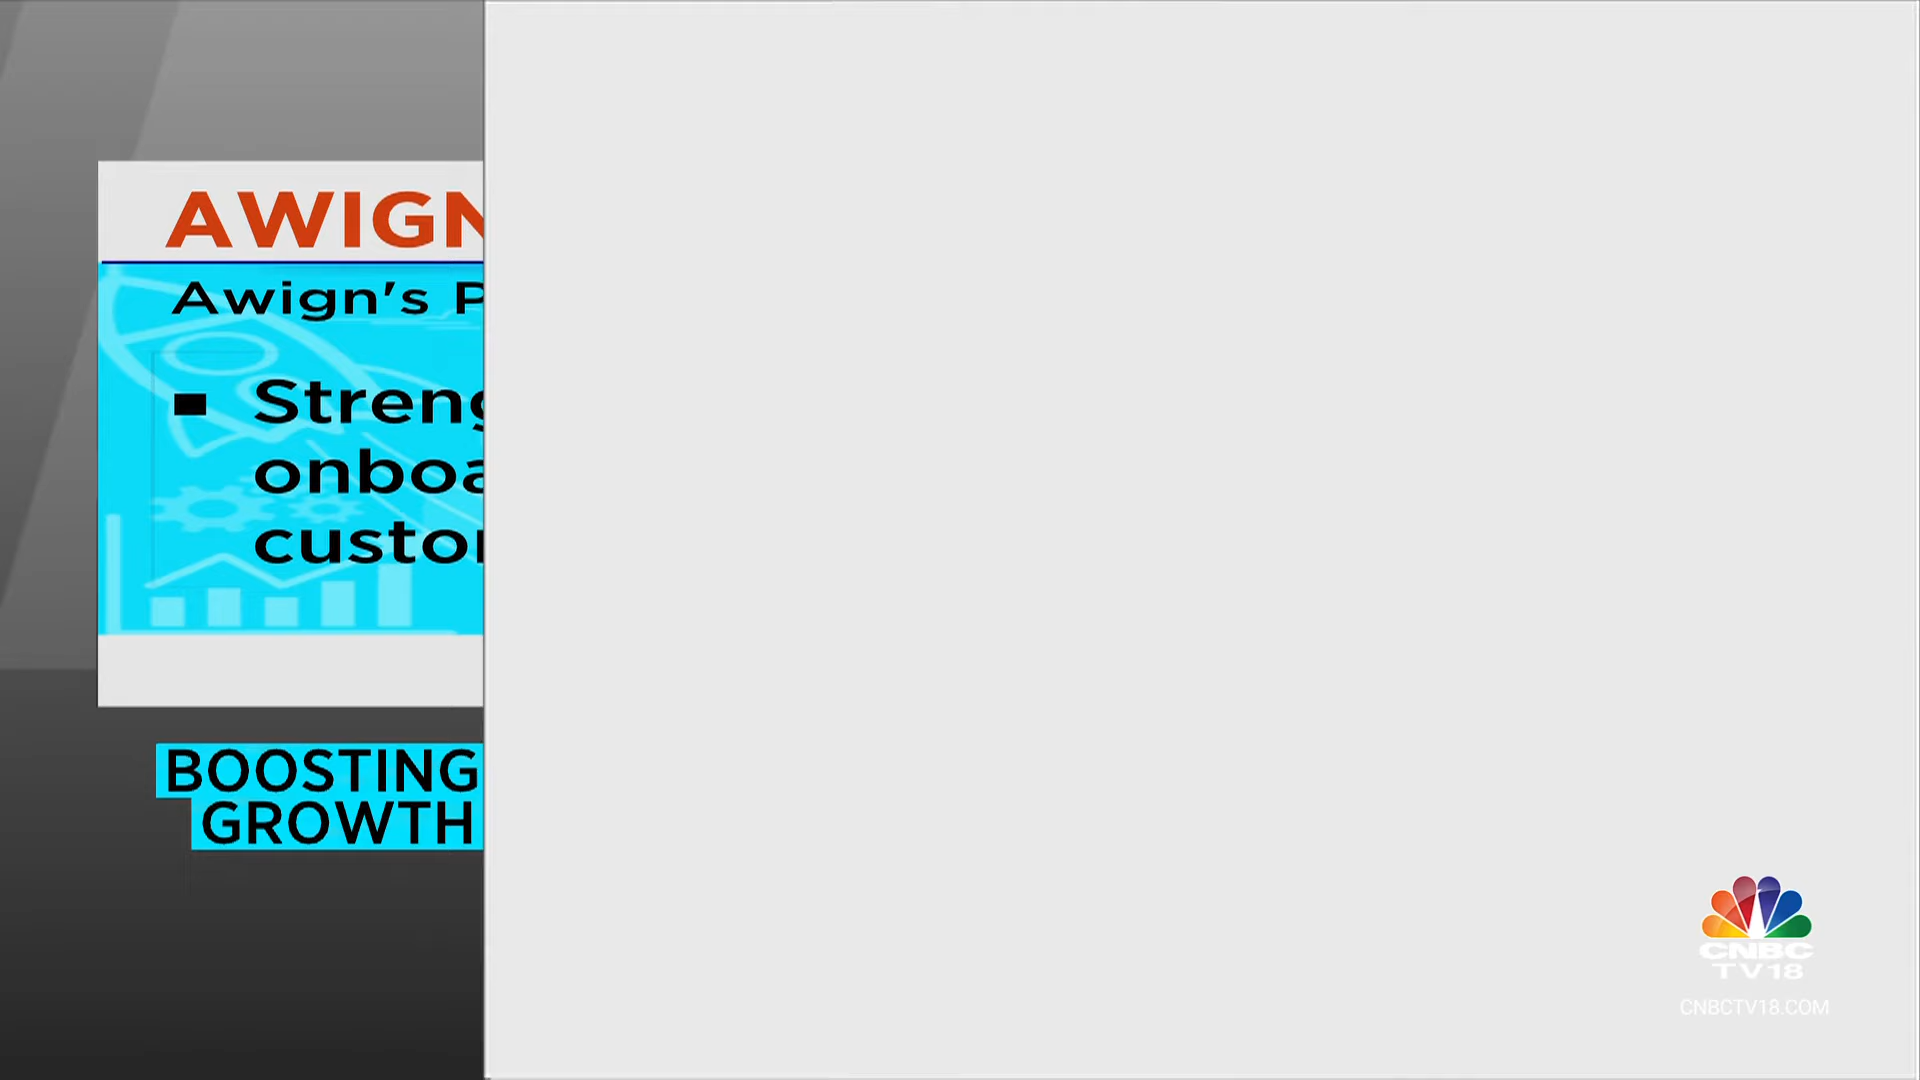 AWIGN
Awign's P
Streng
onboa
custo
BOOSTING
GROWTH
CNBC
TV18
CNBCTV18.COM